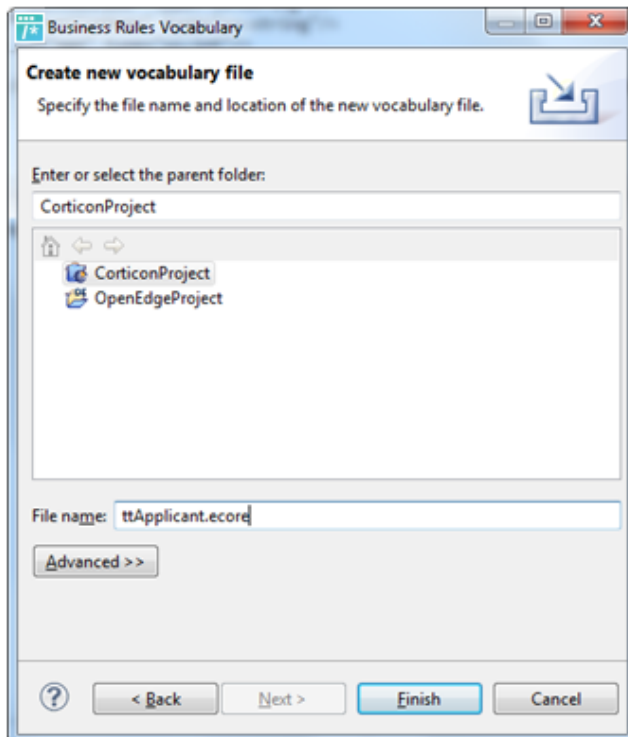 Business Rules Vocabulary
Create new vocabulary file
Specify the file name and location of the new vocabulary file.
Enter or select the parent folder:
CorticonProject
CorticonProject
OpenEdgeProject
File name: ttApplicant.ecore
Advanced >>
? < Back Next > Finish Cancel